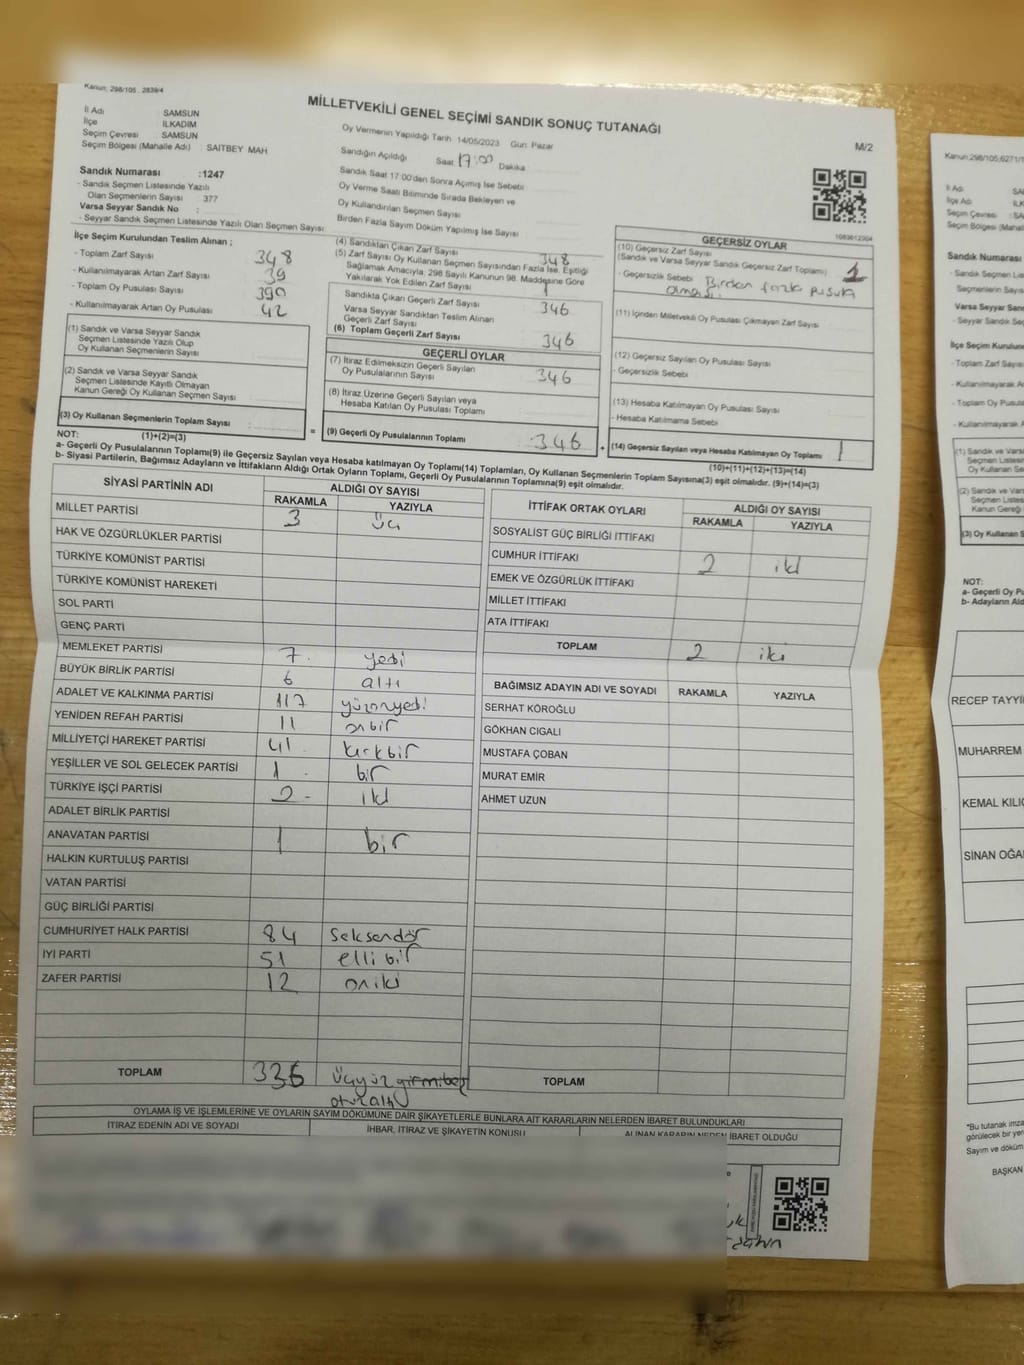 Kanun; 298/105, 2839/4
MİLLETVEKİLİ GENEL SEÇİMİ SANDIK SONUÇ TUTANAĞI
M/2
İl Adı : SAMSUN
İlçe : İLKADIM
Seçim Çevresi : SAMSUN
Seçim Bölgesi (Mahalle Adı) : SAITBEY MAH
Sandık Numarası :1247
- Sandık Seçmen Listesinde Yazılı
Olan Seçmenlerin Sayısı 377
Varsa Seyyar Sandık No :
- Seyyar Sandık Seçmen Listesinde Yazılı Olan Seçmen Sayısı:
Oy Vermenin Yapıldığı Tarih 14/05/2023 Gün: Pazar
Sandığın Açıldığı Saat 17:00 Dakika
Sandık Saat 17:00'den Sonra Açılmış İse Sebebi
Oy Verme Saati Bitiminde Sırada Bekleyen ve
Oy Kullandırılan Seçmen Sayısı
Birden Fazla Sayım Döküm Yapılmış İse Sayısı
İlçe Seçim Kurulundan Teslim Alınan ;
- Toplam Zarf Sayısı 348
- Kullanılmayarak Artan Zarf Sayısı 39
- Toplam Oy Pusulası Sayısı 390
- Kullanılmayarak Artan Oy Pusulası 42
(1) Sandık ve Varsa Seyyar Sandık
Seçmen Listesinde Yazılı Olup
Oy Kullanan Seçmenlerin Sayısı
(2) Sandık ve Varsa Seyyar Sandık
Seçmen Listesinde Kayıtlı Olmayan
Kanun Gereği Oy Kullanan Seçmen Sayısı
(3) Oy Kullanan Seçmenlerin Toplam Sayısı :
(1)+(2)=(3)
(4) Sandıktan Çıkan Zarf Sayısı 348
(5) Zarf Sayısı Oy Kullanan Seçmen Sayısından Fazla İse, Eşitliği
Sağlamak Amacıyla, 298 Sayılı Kanunun 98. Maddesine Göre
Yakılarak Yok Edilen Zarf Sayısı 1
Sandıkta Çıkan Geçerli Zarf Sayısı 346
Varsa Seyyar Sandıktan Teslim Alınan
Geçerli Zarf Sayısı
(6) Toplam Geçerli Zarf Sayısı 346
GEÇERLİ OYLAR
(7) İtiraz Edilmeksizin Geçerli Sayılan
Oy Pusulalarının Sayısı 346
(8) İtiraz Üzerine Geçerli Sayılan veya
Hesaba Katılan Oy Pusulası Toplamı
(9) Geçerli Oy Pusulalarının Toplamı 346
1083612904
GEÇERSİZ OYLAR
(10) Geçersiz Zarf Sayısı
(Sandık ve Varsa Seyyar Sandık Geçersiz Zarf Toplamı) 1
- Geçersizlik Sebebi Birden fazla pusula
olması
(11) İçinden Milletvekili Oy Pusulası Çıkmayan Zarf Sayısı
(12) Geçersiz Sayılan Oy Pusulası Sayısı
- Geçersizlik Sebebi
(13) Hesaba Katılmayan Oy Pusulası Sayısı
- Hesaba Katılmama Sebebi
(14) Geçersiz Sayılan veya Hesaba Katılmayan Oy Toplamı 1
(10)+(11)+(12)+(13)=(14)
NOT:
a- Geçerli Oy Pusulalarının Toplamı(9) ile Geçersiz Sayılan veya Hesaba katılmayan Oy Toplamı(14) Toplamları, Oy Kullanan Seçmenlerin Toplam Sayısına(3) eşit olmalıdır. (9)+(14)=(3)
b- Siyasi Partilerin, Bağımsız Adayların ve İttifakların Aldığı Ortak Oyların Toplamı, Geçerli Oy Pusulalarının Toplamına(9) eşit olmalıdır.
SİYASİ PARTİNİN ADI ALDIĞI OY SAYISI
RAKAMLA YAZIYLA
MİLLET PARTİSİ 3 üç
HAK VE ÖZGÜRLÜKLER PARTİSİ
TÜRKİYE KOMÜNİST PARTİSİ
TÜRKİYE KOMÜNİST HAREKETİ
SOL PARTİ
GENÇ PARTİ
MEMLEKET PARTİSİ 7 yedi
BÜYÜK BİRLİK PARTİSİ 6 altı
ADALET VE KALKINMA PARTİSİ 117 yüzonyedi
YENİDEN REFAH PARTİSİ 11 onbir
MİLLİYETÇİ HAREKET PARTİSİ 41 kırkbir
YEŞİLLER VE SOL GELECEK PARTİSİ 1 bir
TÜRKİYE İŞÇİ PARTİSİ 2 iki
ADALET BİRLİK PARTİSİ
ANAVATAN PARTİSİ 1 bir
HALKIN KURTULUŞ PARTİSİ
VATAN PARTİSİ
GÜÇ BİRLİĞİ PARTİSİ
CUMHURİYET HALK PARTİSİ 84 seksendör
İYİ PARTİ 51 elli bir
ZAFER PARTİSİ 12 oniki
TOPLAM 336 üçyüz yirmibeş
otuzaltı
İTTİFAK ORTAK OYLARI ALDIĞI OY SAYISI
RAKAMLA YAZIYLA
SOSYALİST GÜÇ BİRLİĞİ İTTİFAKI
CUMHUR İTTİFAKI 2 iki
EMEK VE ÖZGÜRLÜK İTTİFAKI
MİLLET İTTİFAKI
ATA İTTİFAKI
TOPLAM 2 iki
BAĞIMSIZ ADAYIN ADI VE SOYADI RAKAMLA YAZIYLA
SERHAT KÖROĞLU
GÖKHAN CIGALI
MUSTAFA ÇOBAN
MURAT EMİR
AHMET UZUN
TOPLAM
OYLAMA İŞ VE İŞLEMLERİNE VE OYLARIN SAYIM DÖKÜMÜNE DAİR ŞİKAYETLERLE BUNLARA AİT KARARLARIN NELERDEN İBARET BULUNDUKLARI
İTİRAZ EDENİN ADI VE SOYADI İHBAR, İTİRAZ VE ŞİKAYETİN KONUSU ALINAN KARARIN NEDEN İBARET OLDUĞU
Kanun;298/105,6271/1
İl Adı SA
İlçe İLK
Seçim Çevresi SA
Seçim Bölgesi (Mahall
Sandık Numarası
- Sandık Seçmen Listesi
Seçmenlerin Sayıs
Varsa Seyyar San
- Seyyar Sandık Seç
İlçe Seçim Kurulund
- Toplam Zarf Sayıs
- Kullanılmayarak
- Toplam Oy Pusul
- Kullanılmayarak
(1) Sandık ve Va
Seçmen List
Oy Kullanan
(2) Sandık ve
Seçmen
Kanun Gereği
(3) Oy Kullanan S
NOT:
a- Geçerli Oy Pu
b- Adayların Ald
RECEP TAYYİ
MUHARREM
KEMAL KILIÇ
SİNAN OĞA
*Bu tutanak imza
görülecek bir yer
Sayım ve döküm
BAŞKAN